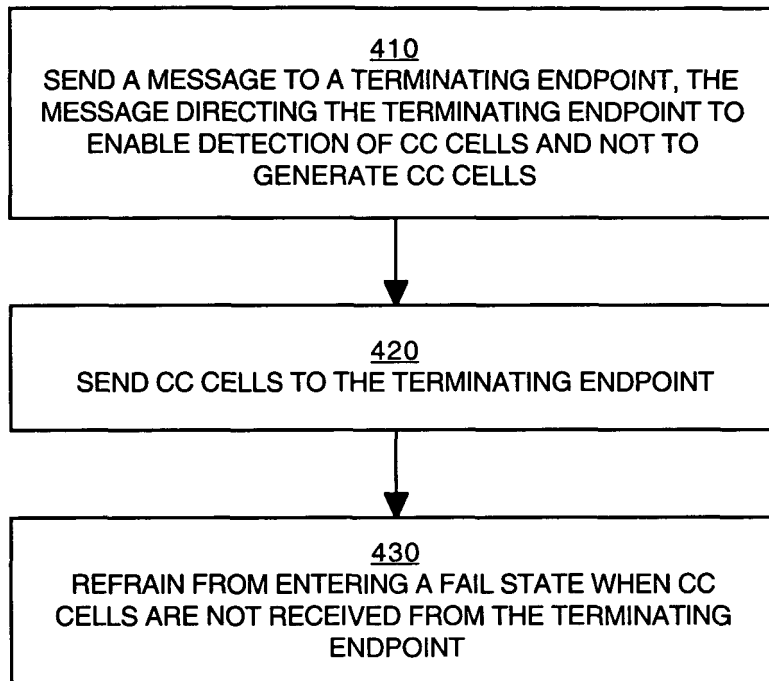 410
SEND A MESSAGE TO A TERMINATING ENDPOINT, THE
MESSAGE DIRECTING THE TERMINATING ENDPOINT TO
ENABLE DETECTION OF CC CELLS AND NOT TO
GENERATE CC CELLS
420
SEND CC CELLS TO THE TERMINATING ENDPOINT
430
REFRAIN FROM ENTERING A FAIL STATE WHEN CC
CELLS ARE NOT RECEIVED FROM THE TERMINATING
ENDPOINT